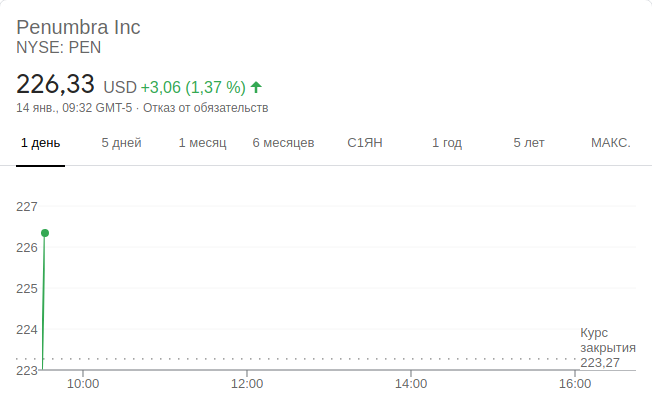 Penumbra Inc
NYSE: PEN
226,33 USD +3,06 (1,37 %)
14 янв., 09:32 GMT-5 · Отказ от обязательств
1 день 5 дней 1 месяц 6 месяцев С1ЯН 1 год 5 лет МАКС.
227
226
225
224
Курс
закрытия
223,27
223
10:00 12:00 14:00 16:00